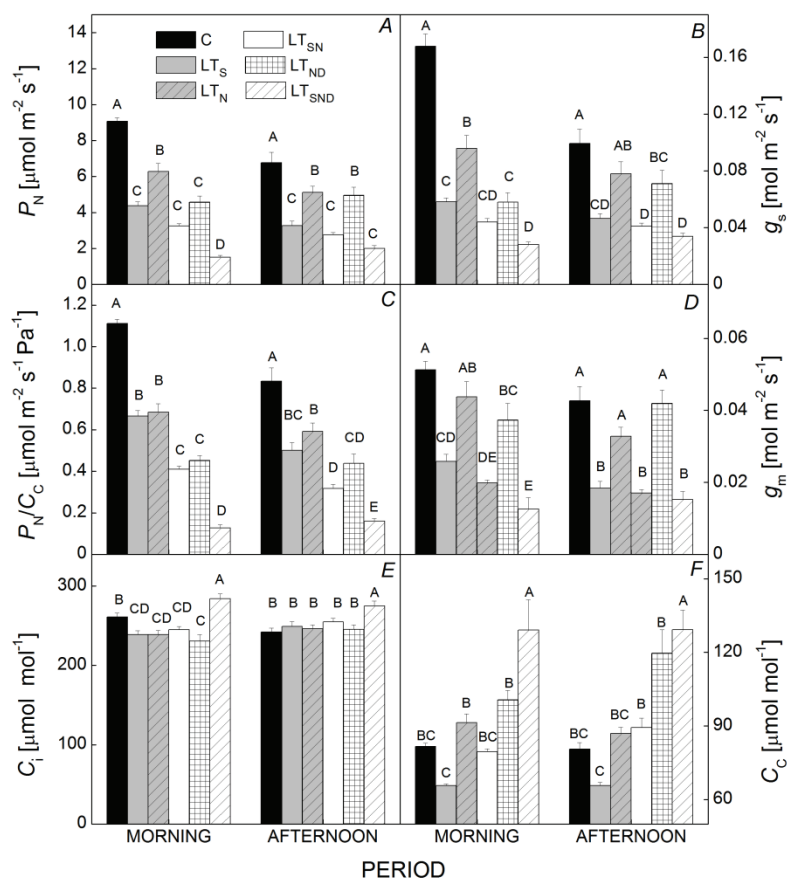 A
C
LT_SN
LT_S
LT_ND
LT_N
LT_SND
P_N [μmol m⁻² s⁻¹]
14
12
10
8
6
4
2
0
A B C C C D
A B B C C C
B
g_s [mol m⁻² s⁻¹]
0.16
0.12
0.08
0.04
0
A B C CD C D
A AB CD D BC D
C
P_N/C_C [μmol m⁻² s⁻¹ Pa⁻¹]
1.2
1.0
0.8
0.6
0.4
0.2
0
A B B C C D
A BC B D CD E
D
g_m [mol m⁻² s⁻¹]
0.06
0.04
0.02
0
A CD AB DE BC E
A B A B A B
E
C_i [μmol mol⁻¹]
300
200
100
0
B CD CD CD C A
B B B B B A
F
C_C [μmol mol⁻¹]
150
120
90
60
BC C B BC B A
BC C BC B B A
MORNING AFTERNOON MORNING AFTERNOON
PERIOD